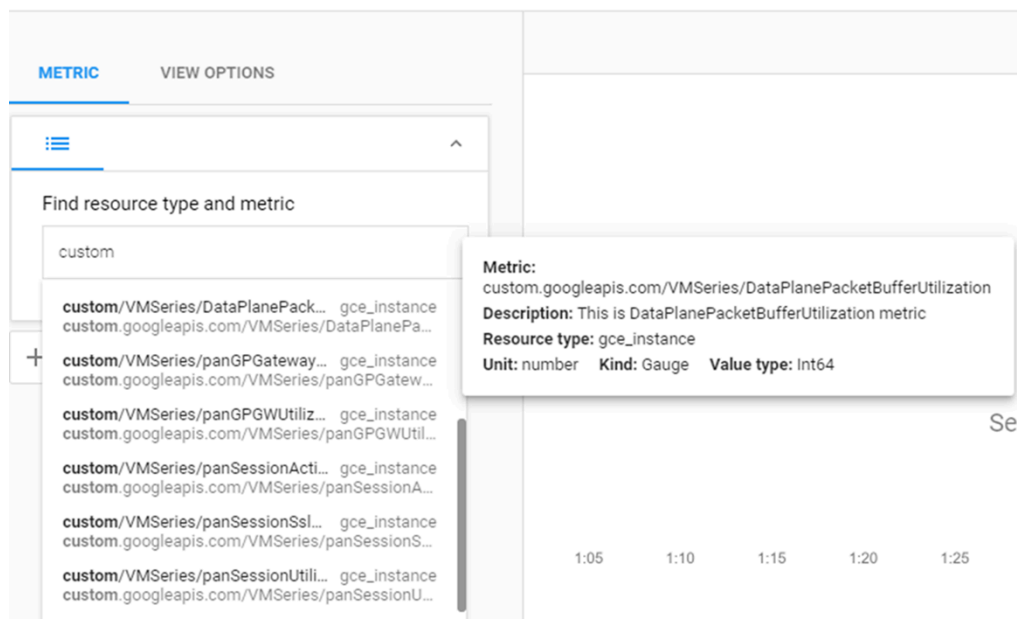 METRIC VIEW OPTIONS
Find resource type and metric
custom
custom/VMSeries/DataPlanePack... gce_instance
custom.googleapis.com/VMSeries/DataPlanePa...
custom/VMSeries/panGPGateway... gce_instance
custom.googleapis.com/VMSeries/panGPGatew...
custom/VMSeries/panGPGWUtiliz... gce_instance
custom.googleapis.com/VMSeries/panGPGWUtil...
custom/VMSeries/panSessionActi... gce_instance
custom.googleapis.com/VMSeries/panSessionA...
custom/VMSeries/panSessionSsl... gce_instance
custom.googleapis.com/VMSeries/panSessionS...
custom/VMSeries/panSessionUtili... gce_instance
custom.googleapis.com/VMSeries/panSessionU...
Metric:
custom.googleapis.com/VMSeries/DataPlanePacketBufferUtilization
Description: This is DataPlanePacketBufferUtilization metric
Resource type: gce_instance
Unit: number Kind: Gauge Value type: Int64
Se
1:05 1:10 1:15 1:20 1:25